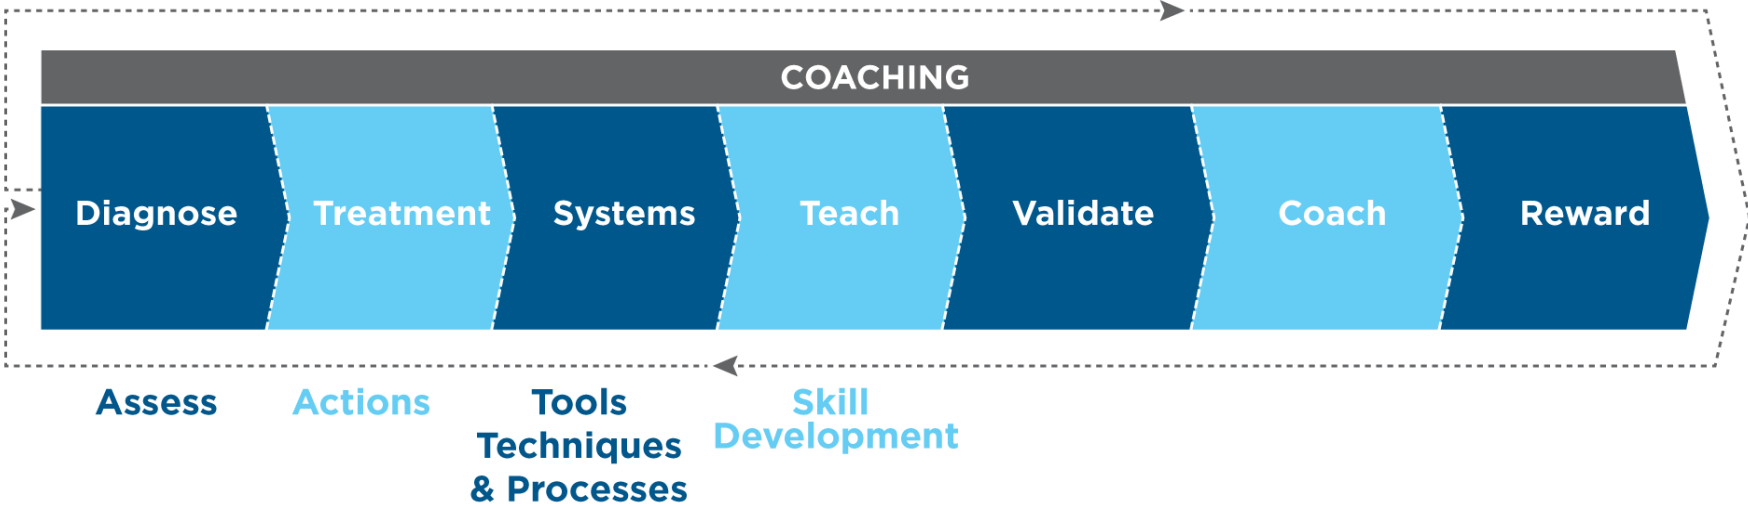 COACHING
Diagnose
Treatment
Systems
Teach
Validate
Coach
Reward
Assess
Actions
Tools
Techniques
& Processes
Skill
Development